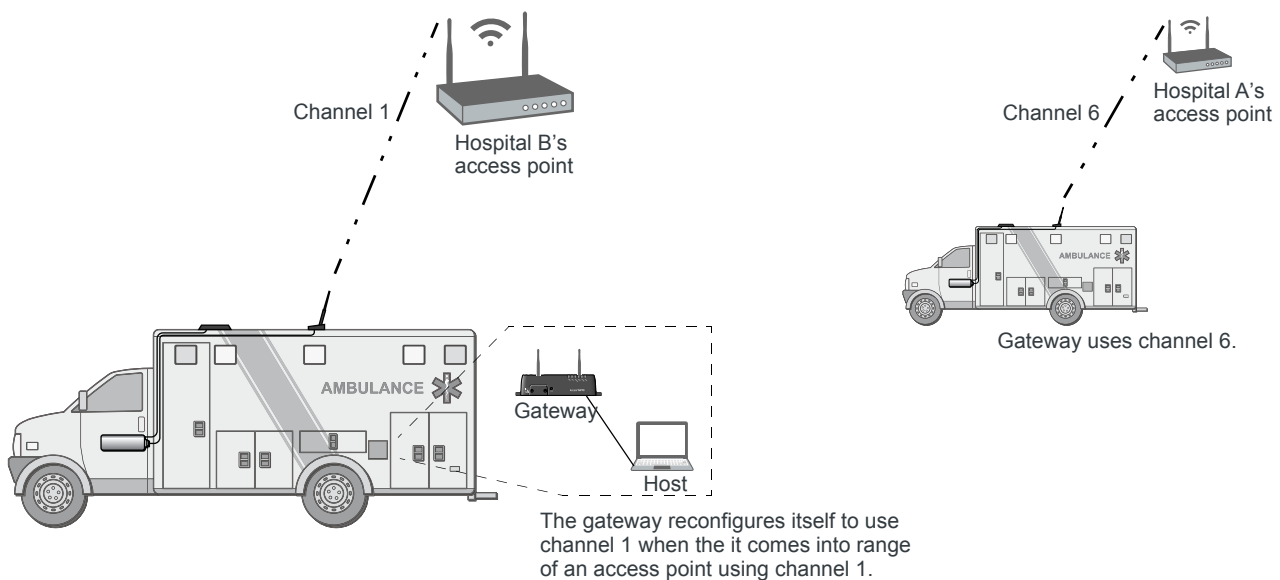 Channel 1
Hospital B’s
access point
AMBULANCE
Gateway
Host
The gateway reconfigures itself to use
channel 1 when the it comes into range
of an access point using channel 1.
Channel 6
Hospital A’s
access point
AMBULANCE
Gateway uses channel 6.